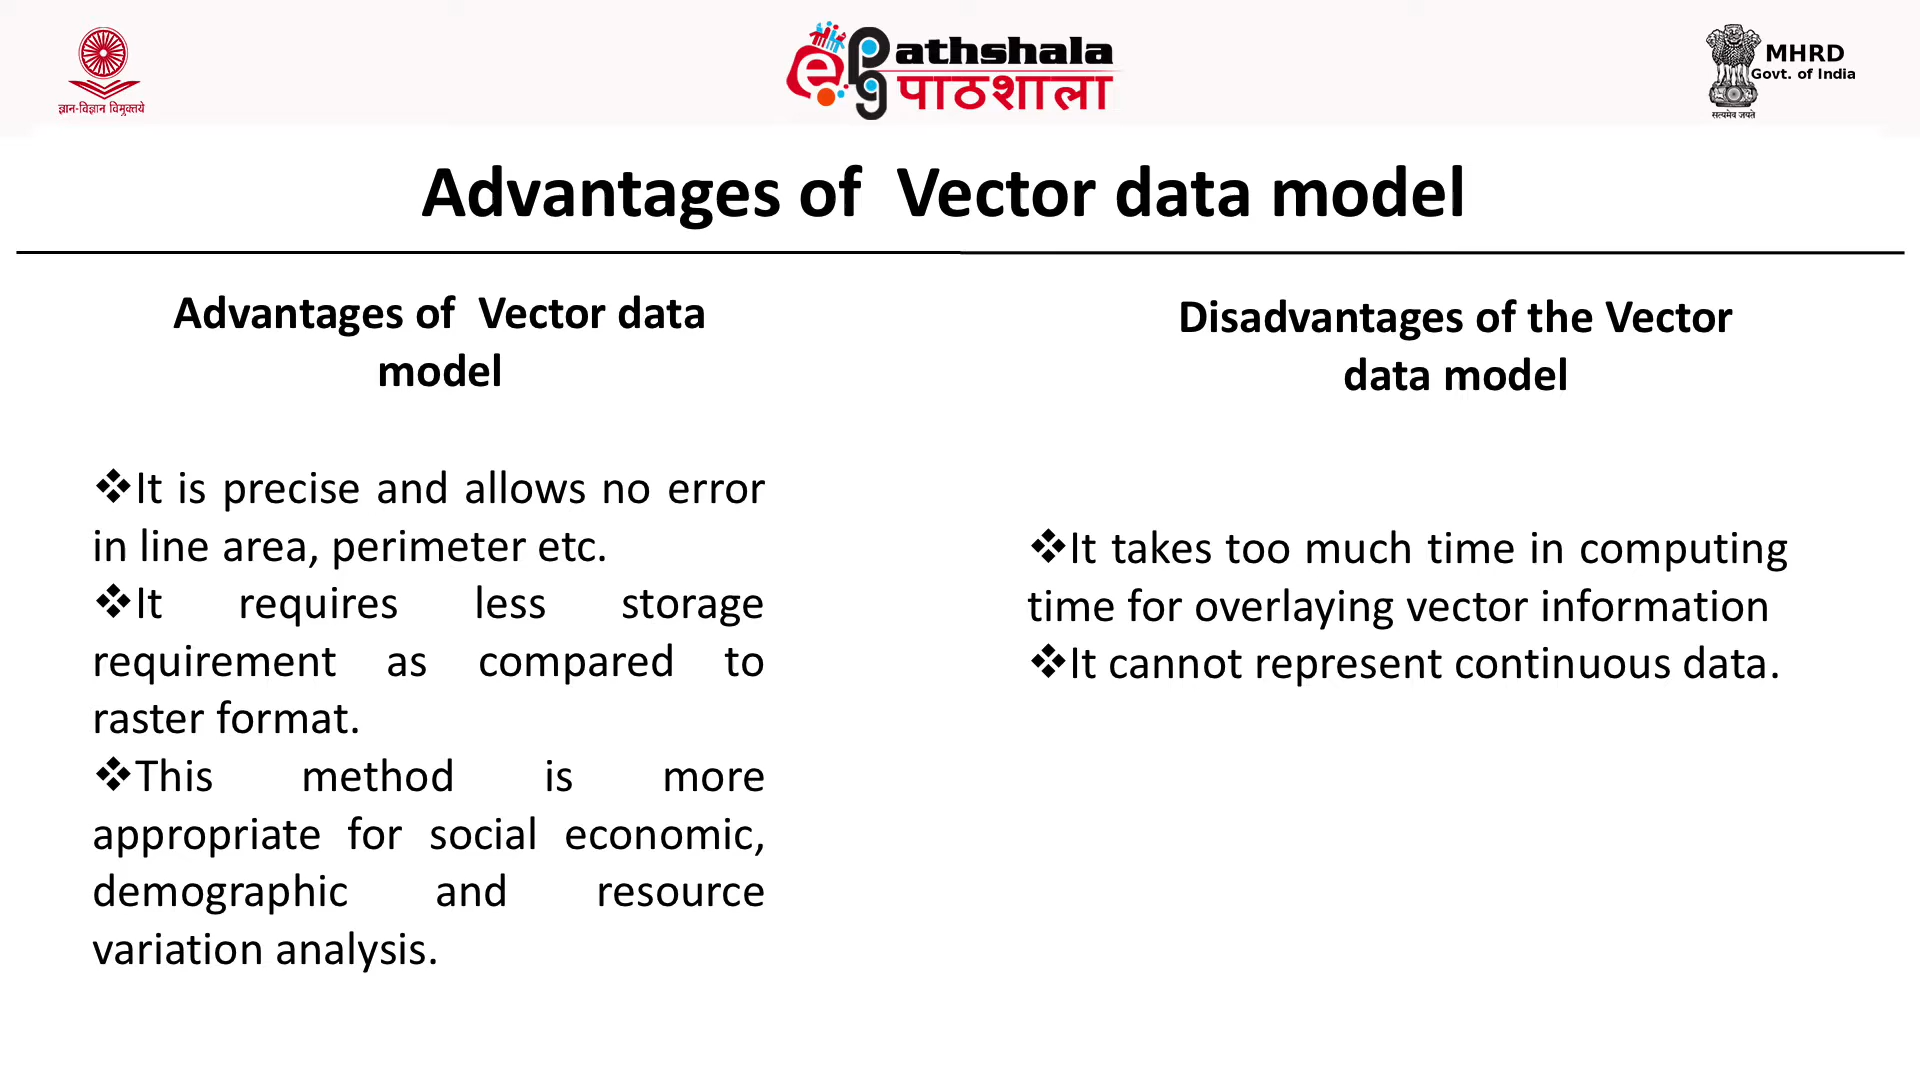 ज्ञान-विज्ञान विमुक्तये
ePG Pathshala
पाठशाला
MHRD
Govt. of India
सत्यमेव जयते
Advantages of Vector data model
Advantages of Vector data
model
❖It is precise and allows no error
in line area, perimeter etc.
❖It requires less storage
requirement as compared to
raster format.
❖This method is more
appropriate for social economic,
demographic and resource
variation analysis.
Disadvantages of the Vector
data model
❖It takes too much time in computing
time for overlaying vector information
❖It cannot represent continuous data.